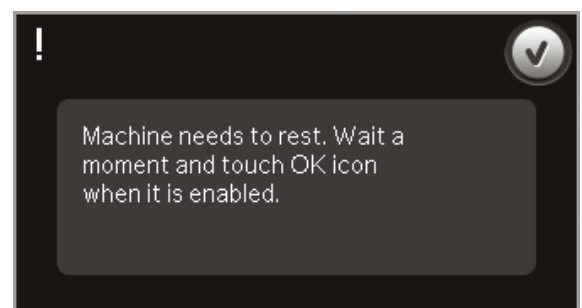 !
Machine needs to rest. Wait a
moment and touch OK icon
when it is enabled.